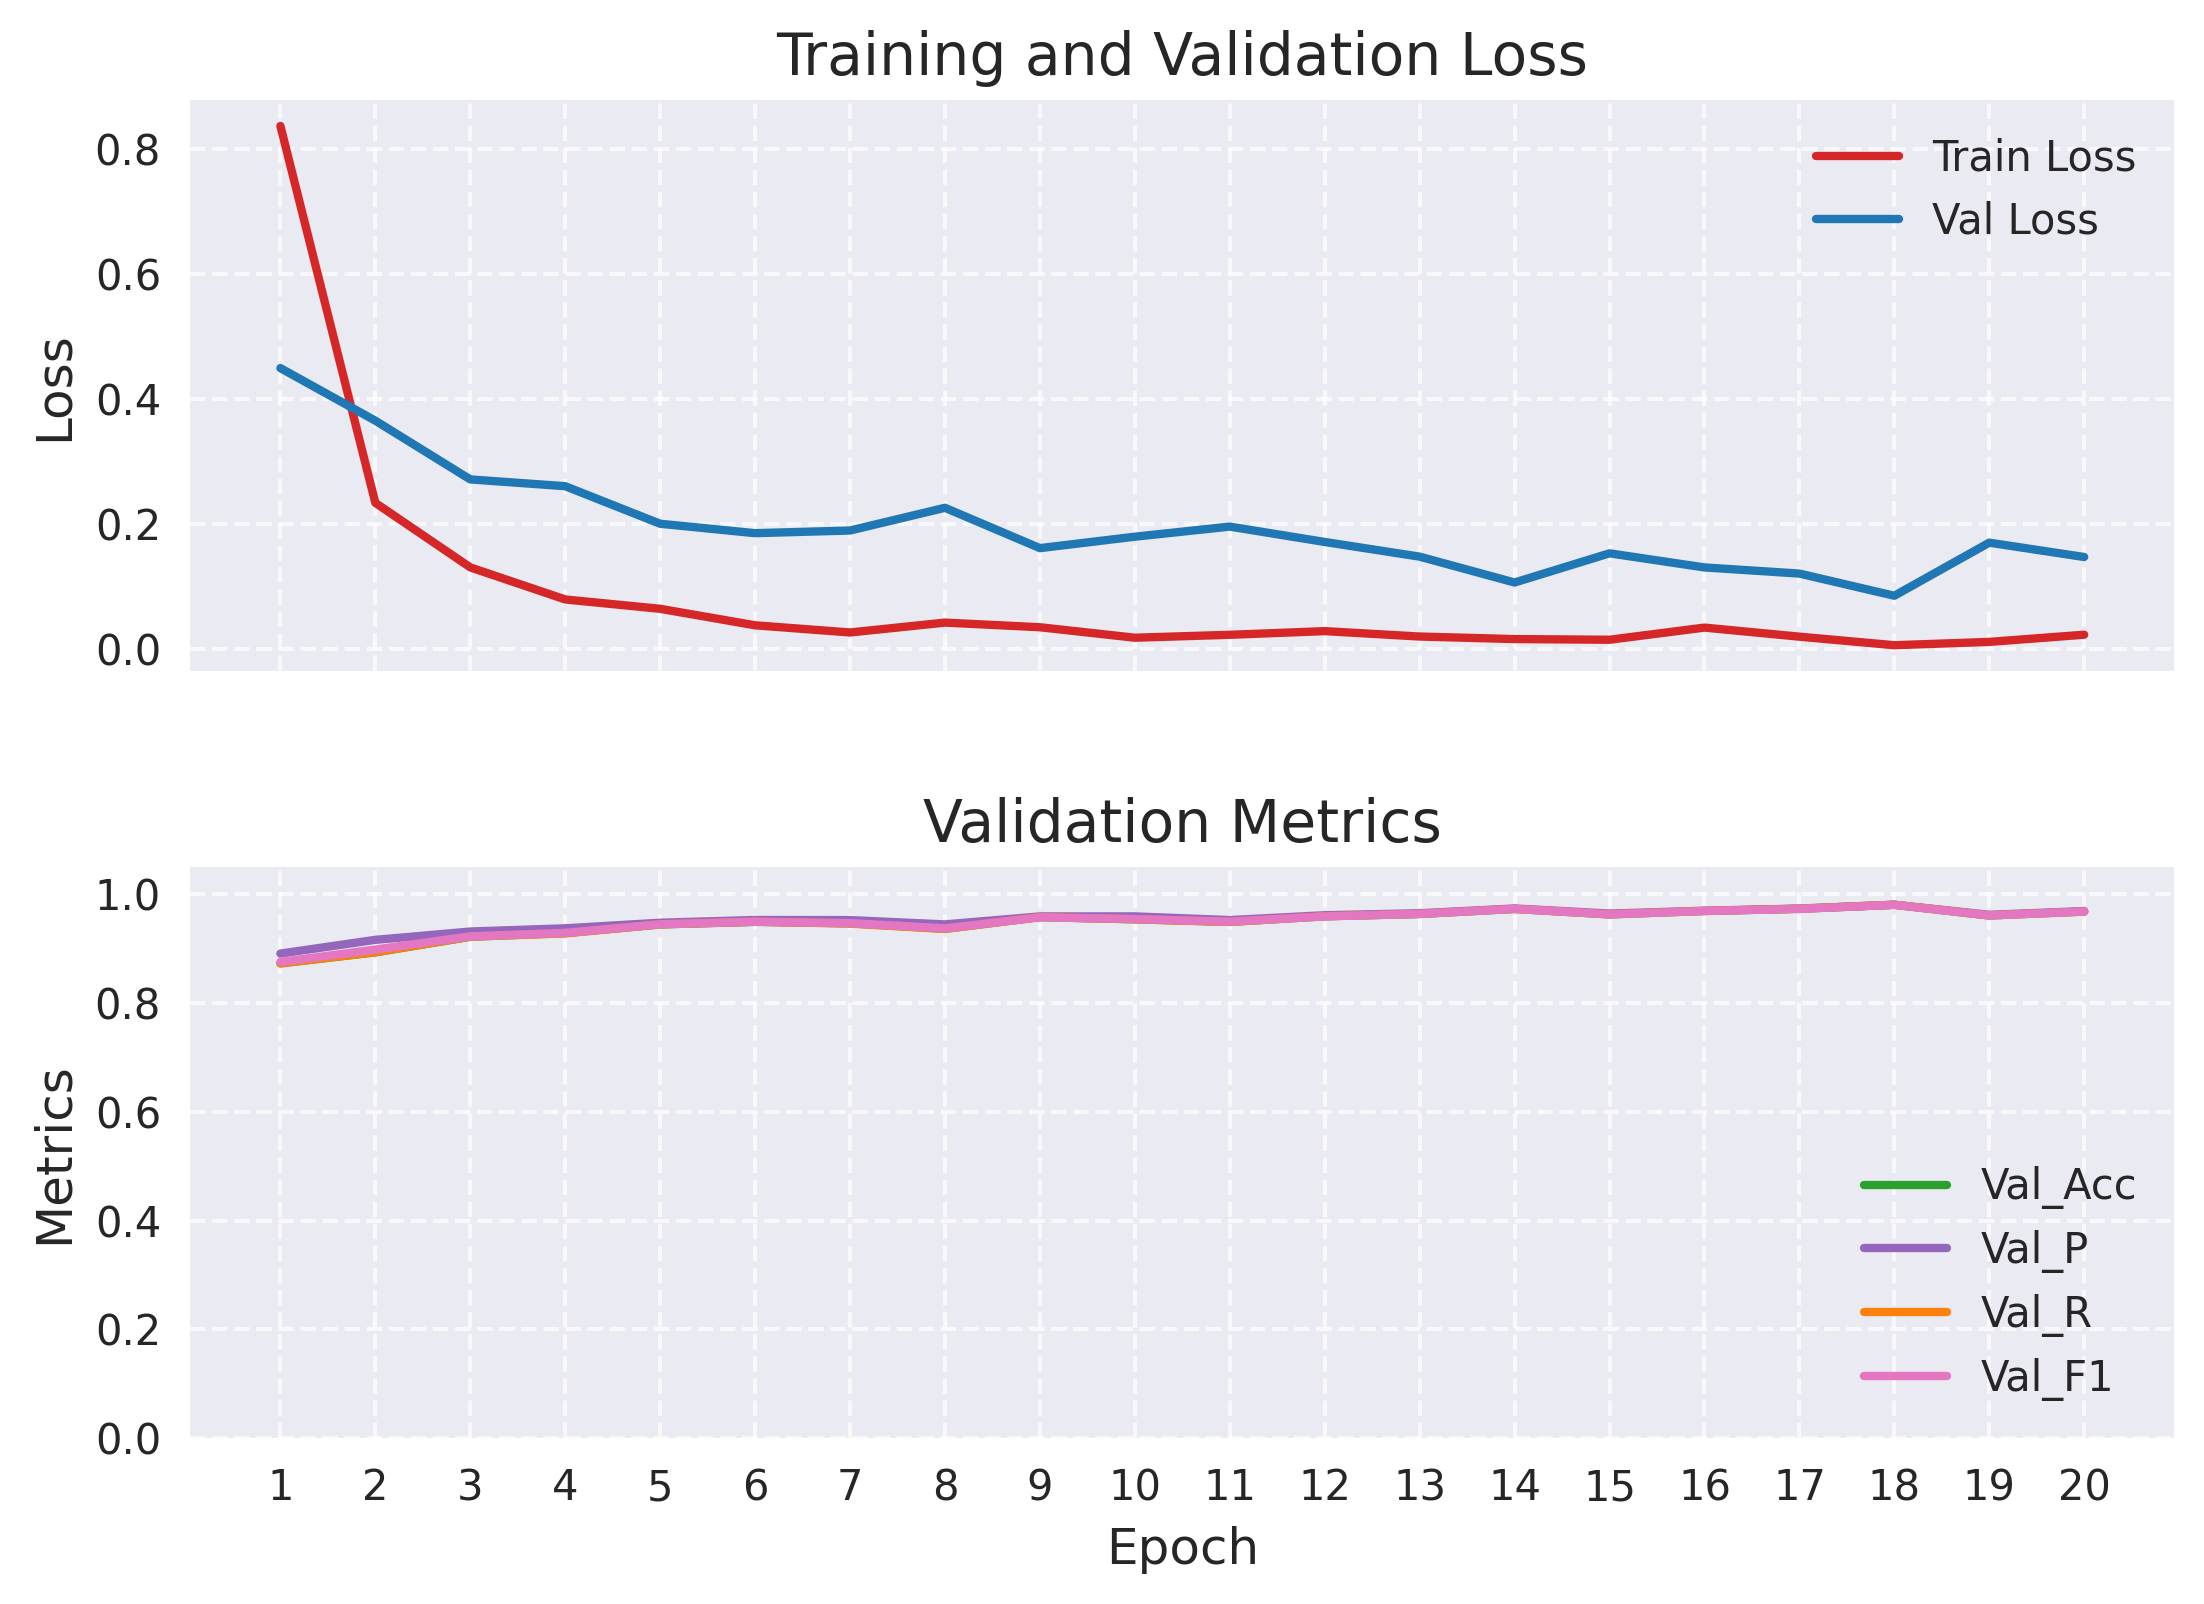 Training and Validation Loss
Loss
0.8
0.6
0.4
0.2
0.0
Train Loss
Val Loss
Validation Metrics
Metrics
1.0
0.8
0.6
0.4
0.2
0.0
Val_Acc
Val_P
Val_R
Val_F1
1 2 3 4 5 6 7 8 9 10 11 12 13 14 15 16 17 18 19 20
Epoch